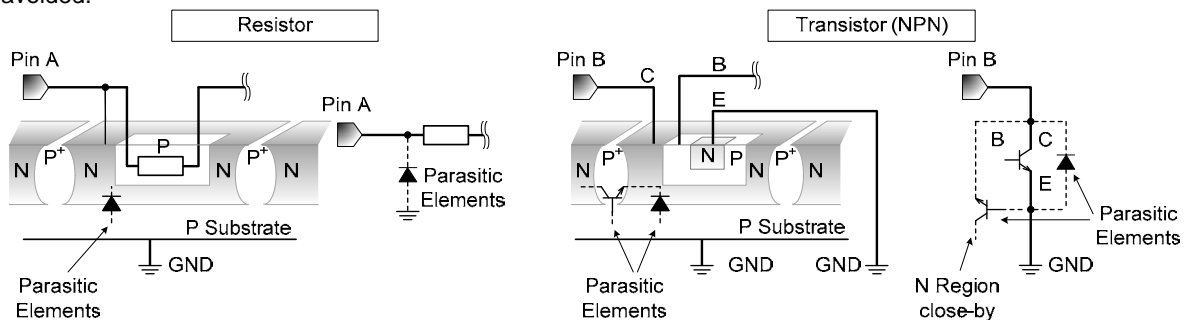 avoided.
Resistor
Transistor (NPN)
Pin A
Pin A
N
P+
N
P
N
P+
N
Parasitic
Elements
P Substrate
GND
Parasitic
Elements
Pin B
C
B
E
N
P+
N
N
P
N
P+
N
P Substrate
GND
GND
Parasitic
Elements
Pin B
B
C
E
Parasitic
Elements
GND
N Region
close-by